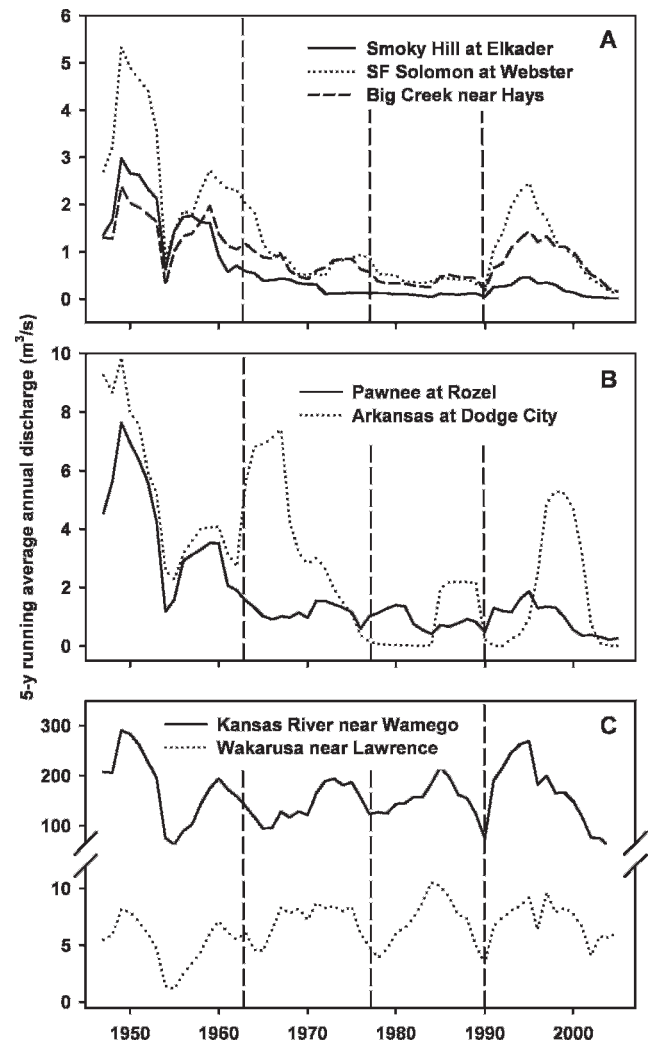 6
5
4
3
2
1
0
A
Smoky Hill at Elkader
SF Solomon at Webster
Big Creek near Hays
5-y running average annual discharge (m³/s)
10
8
6
4
2
0
B
Pawnee at Rozel
Arkansas at Dodge City
300
200
100
10
5
0
C
Kansas River near Wamego
Wakarusa near Lawrence
1950 1960 1970 1980 1990 2000